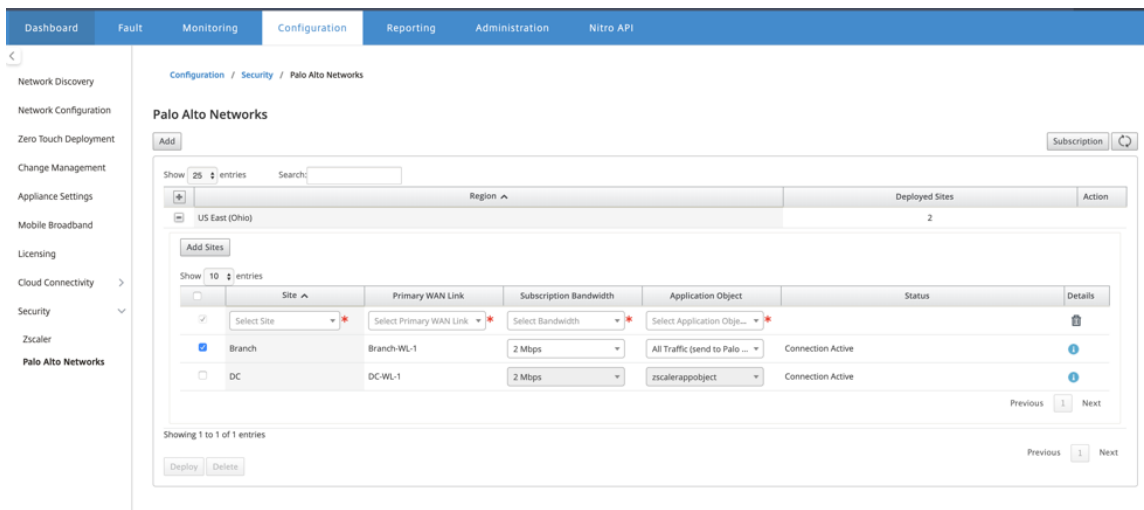 Dashboard Fault Monitoring Configuration Reporting Administration Nitro API
Network Discovery
Network Configuration
Zero Touch Deployment
Change Management
Appliance Settings
Mobile Broadband
Licensing
Cloud Connectivity >
Security
Zscaler
Palo Alto Networks
Configuration / Security / Palo Alto Networks
Palo Alto Networks
Add Subscription
Show 25 entries Search:
Region Deployed Sites Action
US East (Ohio) 2
Add Sites
Show 10 entries
Site Primary WAN Link Subscription Bandwidth Application Object Status Details
Select Site * Select Primary WAN Link * Select Bandwidth * Select Application Obje... *
Branch Branch-WL-1 2 Mbps All Traffic (send to Palo ... Connection Active
DC DC-WL-1 2 Mbps zscalerappobject Connection Active
Previous 1 Next
Showing 1 to 1 of 1 entries
Previous 1 Next
Deploy Delete